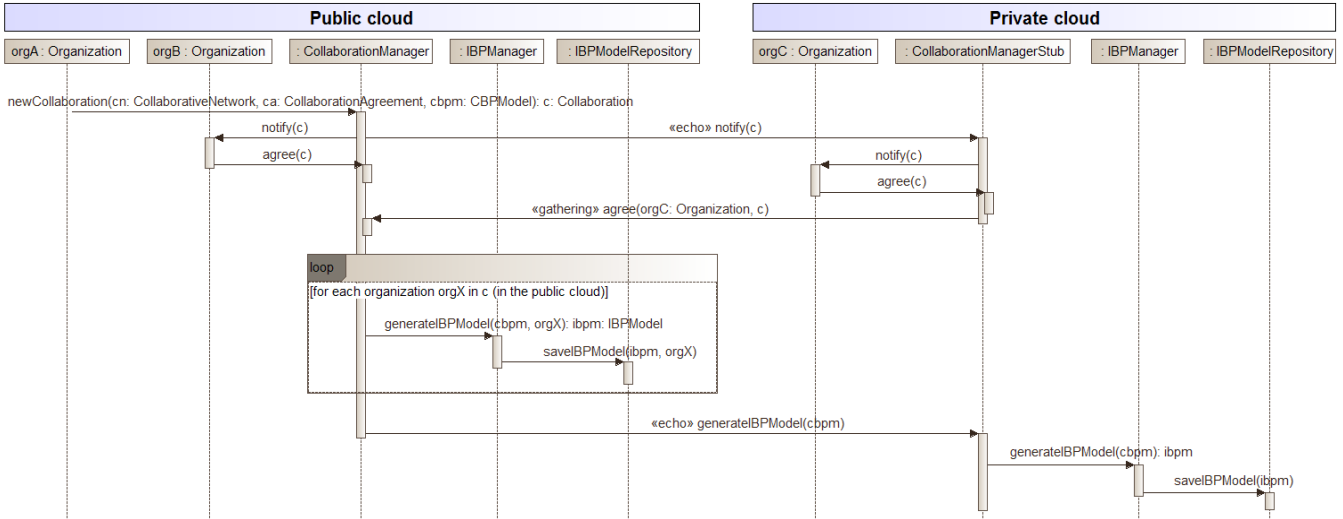 Public cloud
Private cloud
orgA : Organization
orgB : Organization
: CollaborationManager
: IBPManager
: IBPModelRepository
orgC : Organization
: CollaborationManagerStub
: IBPManager
: IBPModelRepository
newCollaboration(cn: CollaborativeNetwork, ca: CollaborationAgreement, cbpm: CBPModel): c: Collaboration
notify(c)
«echo» notify(c)
agree(c)
notify(c)
agree(c)
«gathering» agree(orgC: Organization, c)
loop
[for each organization orgX in c (in the public cloud)]
generateIBPModel(cbpm, orgX): ibpm: IBPModel
saveIBPModel(ibpm, orgX)
«echo» generateIBPModel(cbpm)
generateIBPModel(cbpm): ibpm
saveIBPModel(ibpm)